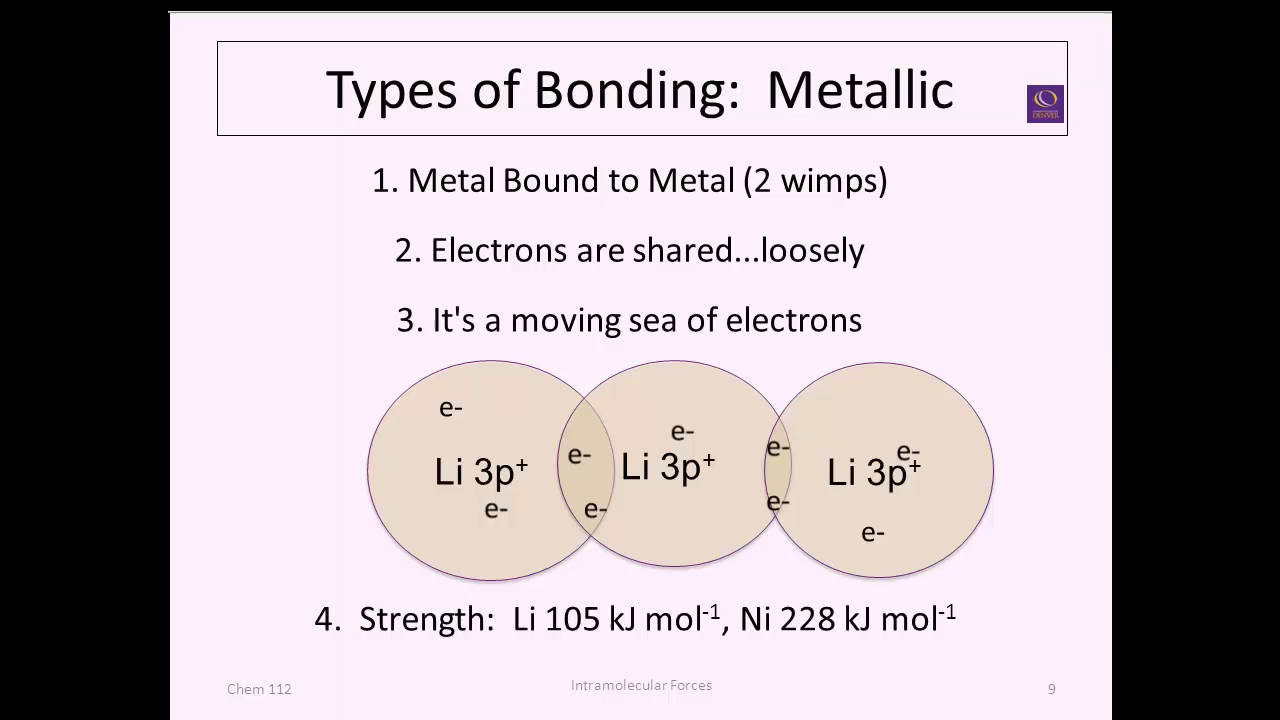 Types of Bonding: Metallic
DENVER
1. Metal Bound to Metal (2 wimps)
2. Electrons are shared...loosely
3. It's a moving sea of electrons
e-
e-
e- e- e-
Li 3p⁺ e- Li 3p⁺ Li 3p⁺
e- e- e-
e-
4. Strength: Li 105 kJ mol⁻¹, Ni 228 kJ mol⁻¹
Chem 112
Intramolecular Forces
9